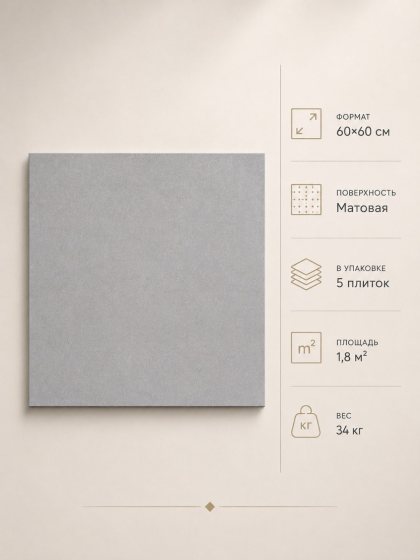 ФОРМАТ
60×60 см
ПОВЕРХНОСТЬ
Матовая
В УПАКОВКЕ
5 плиток
m²
ПЛОЩАДЬ
1,8 м²
кг
ВЕС
34 кг